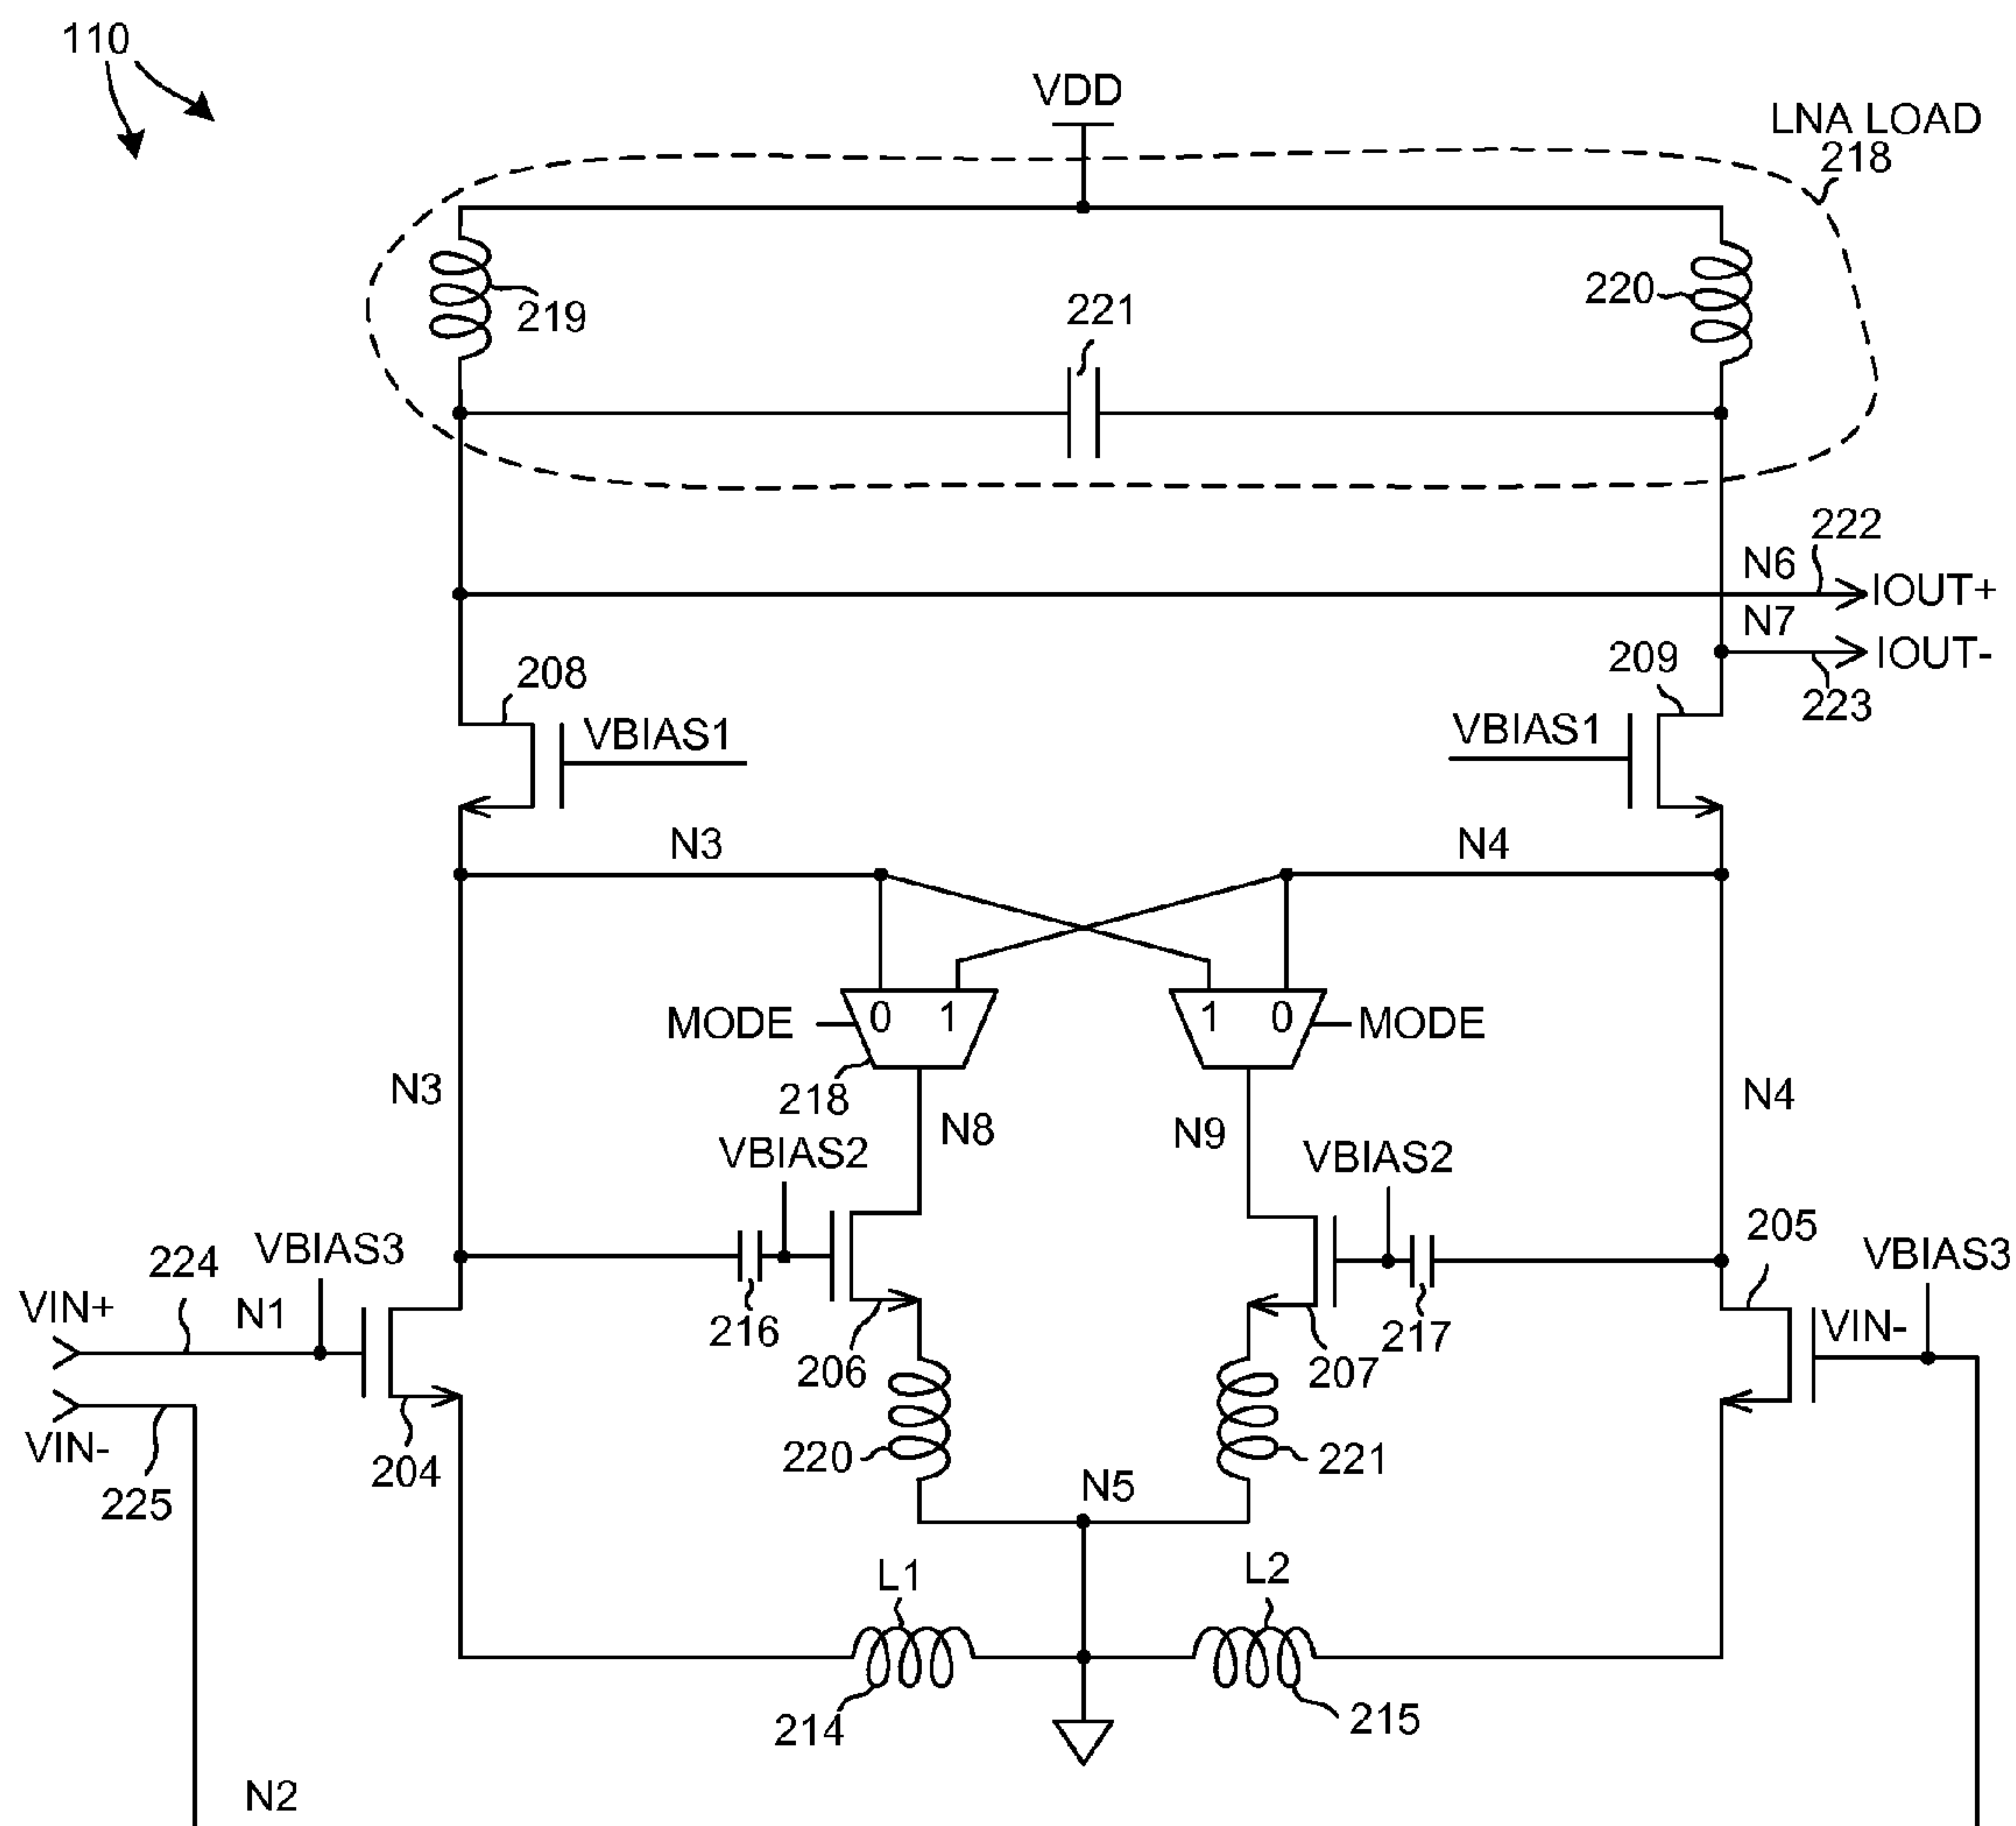 110
VDD
LNA LOAD
218
219
220
221
222
N6
IOUT+
N7
IOUT-
223
208
VBIAS1
209
VBIAS1
N3
N4
MODE
0
1
1
0
MODE
218
N3
N4
N8
N9
VBIAS2
VBIAS2
205
VBIAS3
224
VBIAS3
VIN+
N1
216
206
217
207
VIN-
VIN-
225
204
220
221
N5
L1
L2
214
215
N2